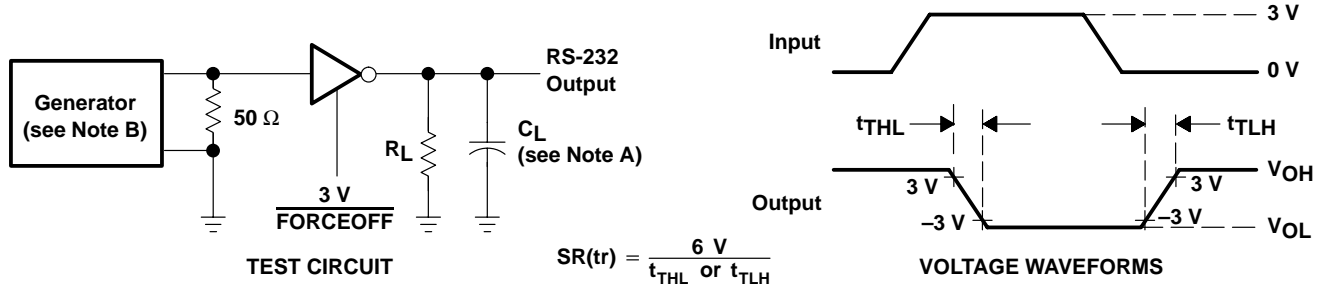 Generator
(see Note B)
50 Ω
3 V
FORCEOFF
RL
CL
(see Note A)
RS-232
Output
TEST CIRCUIT
Input
3 V
0 V
tTHL
tTLH
Output
3 V
–3 V
3 V
–3 V
VOH
VOL
SR(tr) = 6 V / tTHL or tTLH
VOLTAGE WAVEFORMS